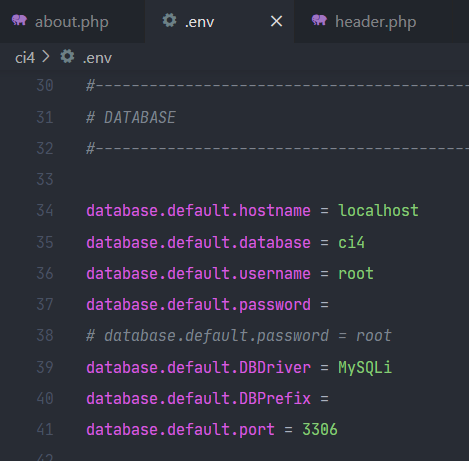 about.php .env × header.php
ci4 > .env
30 #-----------------------------------------
31 # DATABASE
32 #-----------------------------------------
33
34 database.default.hostname = localhost
35 database.default.database = ci4
36 database.default.username = root
37 database.default.password =
38 # database.default.password = root
39 database.default.DBDriver = MySQLi
40 database.default.DBPrefix =
41 database.default.port = 3306
42